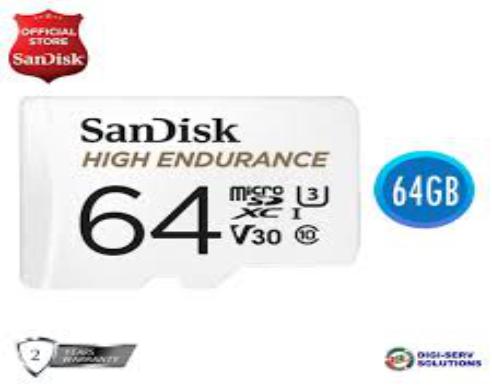 OFFICIAL
STORE
SanDisk
SanDisk
HIGH ENDURANCE
64
micro
SD
XC I
U3
V30
10
64GB
2
YEARS
WARRANTY
DIGI-SERV
SOLUTIONS